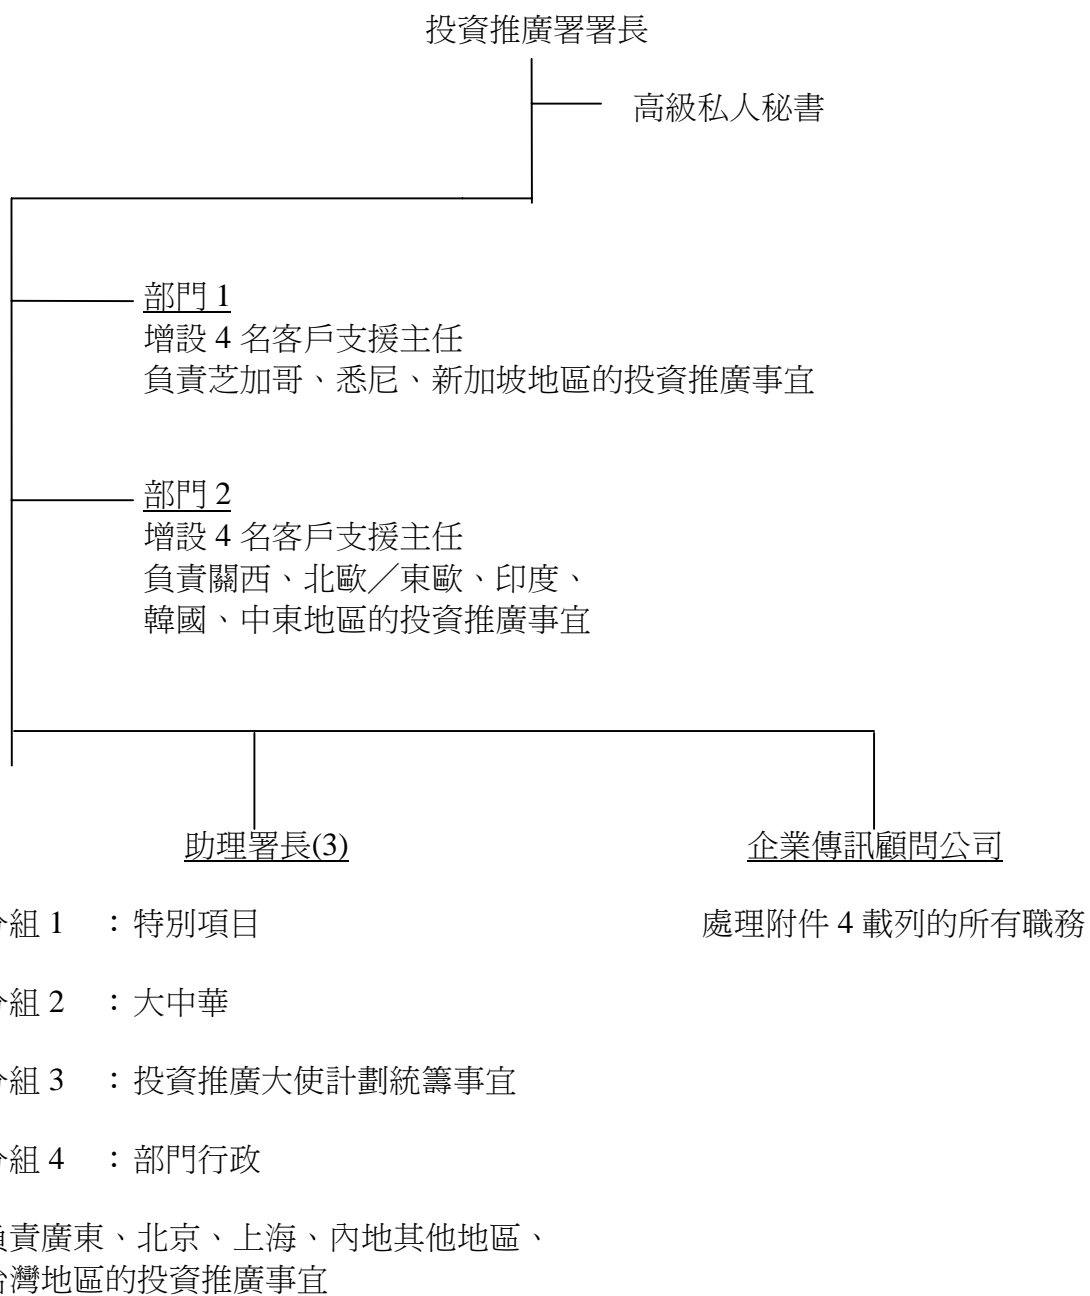 投資推廣署署長
高級私人秘書
部門 1
增設 4 名客戶支援主任
負責芝加哥、悉尼、新加坡地區的投資推廣事宜
部門 2
增設 4 名客戶支援主任
負責關西、北歐／東歐、印度、
韓國、中東地區的投資推廣事宜
助理署長(3)
企業傳訊顧問公司
分組 1 ：特別項目
處理附件 4 載列的所有職務
分組 2 ：大中華
分組 3 ：投資推廣大使計劃統籌事宜
分組 4 ：部門行政
負責廣東、北京、上海、內地其他地區、
台灣地區的投資推廣事宜